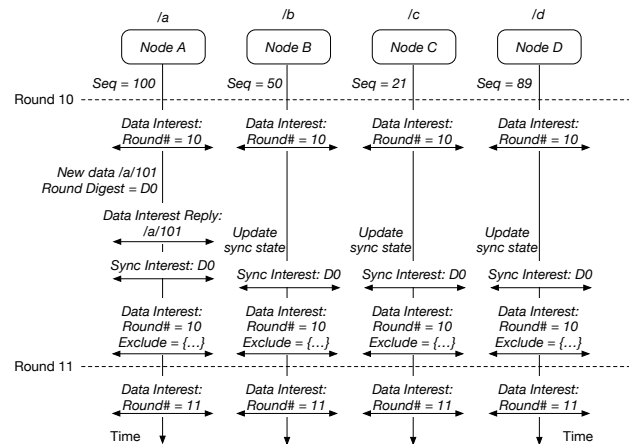 /a /b /c /d
Node A Node B Node C Node D
Seq = 100 Seq = 50 Seq = 21 Seq = 89
Round 10
Data Interest: Data Interest: Data Interest: Data Interest:
Round# = 10 Round# = 10 Round# = 10 Round# = 10
New data /a/101
Round Digest = D0
Data Interest Reply:
/a/101
Update Update Update
sync state sync state sync state
Sync Interest: D0
Sync Interest: D0 Sync Interest: D0 Sync Interest: D0
Data Interest: Data Interest: Data Interest: Data Interest:
Round# = 10 Round# = 10 Round# = 10 Round# = 10
Exclude = {...} Exclude = {...} Exclude = {...} Exclude = {...}
Round 11
Data Interest: Data Interest: Data Interest: Data Interest:
Round# = 11 Round# = 11 Round# = 11 Round# = 11
Time Time